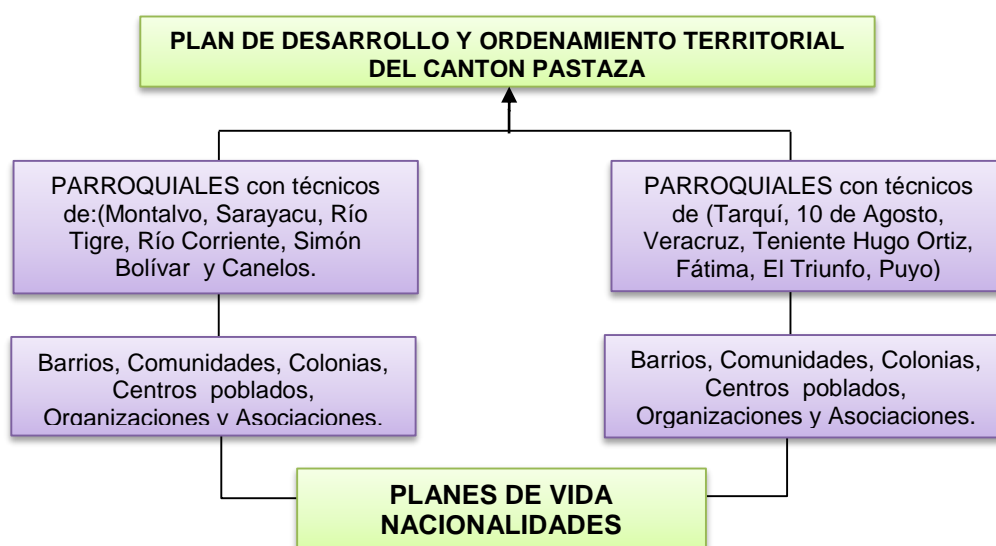 PLAN DE DESARROLLO Y ORDENAMIENTO TERRITORIAL
DEL CANTON PASTAZA
PARROQUIALES con técnicos
de:(Montalvo, Sarayacu, Río
Tigre, Río Corriente, Simón
Bolívar y Canelos.
PARROQUIALES con técnicos
de (Tarquí, 10 de Agosto,
Veracruz, Teniente Hugo Ortiz,
Fátima, El Triunfo, Puyo)
Barrios, Comunidades, Colonias,
Centros poblados,
Organizaciones y Asociaciones.
Barrios, Comunidades, Colonias,
Centros poblados,
Organizaciones y Asociaciones.
PLANES DE VIDA
NACIONALIDADES